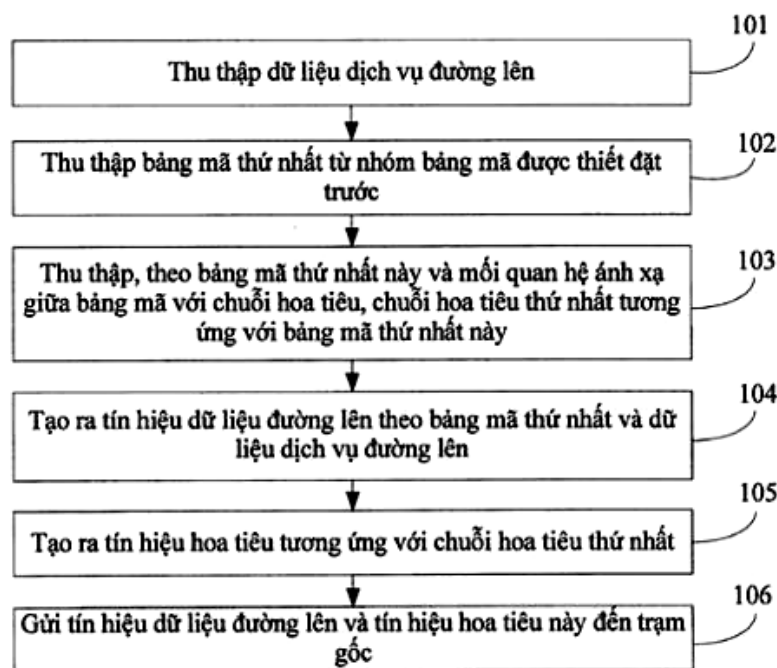 101
Thu thập dữ liệu dịch vụ đường lên
102
Thu thập bảng mã thứ nhất từ nhóm bảng mã được thiết đặt
trước
103
Thu thập, theo bảng mã thứ nhất này và mối quan hệ ánh xạ
giữa bảng mã với chuỗi hoa tiêu, chuỗi hoa tiêu thứ nhất tương
ứng với bảng mã thứ nhất này
104
Tạo ra tín hiệu dữ liệu đường lên theo bảng mã thứ nhất và dữ
liệu dịch vụ đường lên
105
Tạo ra tín hiệu hoa tiêu tương ứng với chuỗi hoa tiêu thứ nhất
106
Gửi tín hiệu dữ liệu đường lên và tín hiệu hoa tiêu này đến trạm
gốc